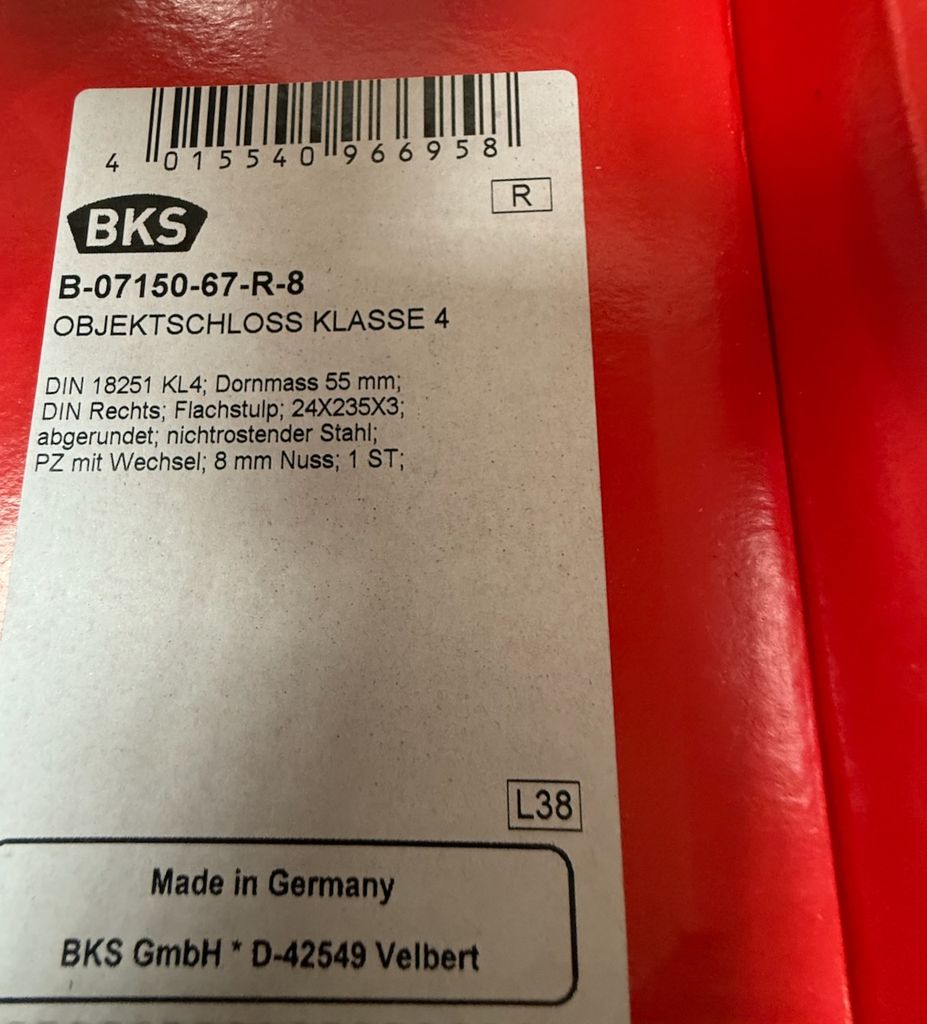 4 015540 966958
R
BKS
B-07150-67-R-8
OBJEKTSCHLOSS KLASSE 4
DIN 18251 KL4; Dornmass 55 mm;
DIN Rechts; Flachstulp; 24X235X3;
abgerundet; nichtrostender Stahl;
PZ mit Wechsel; 8 mm Nuss; 1 ST;
L38
Made in Germany
BKS GmbH * D-42549 Velbert